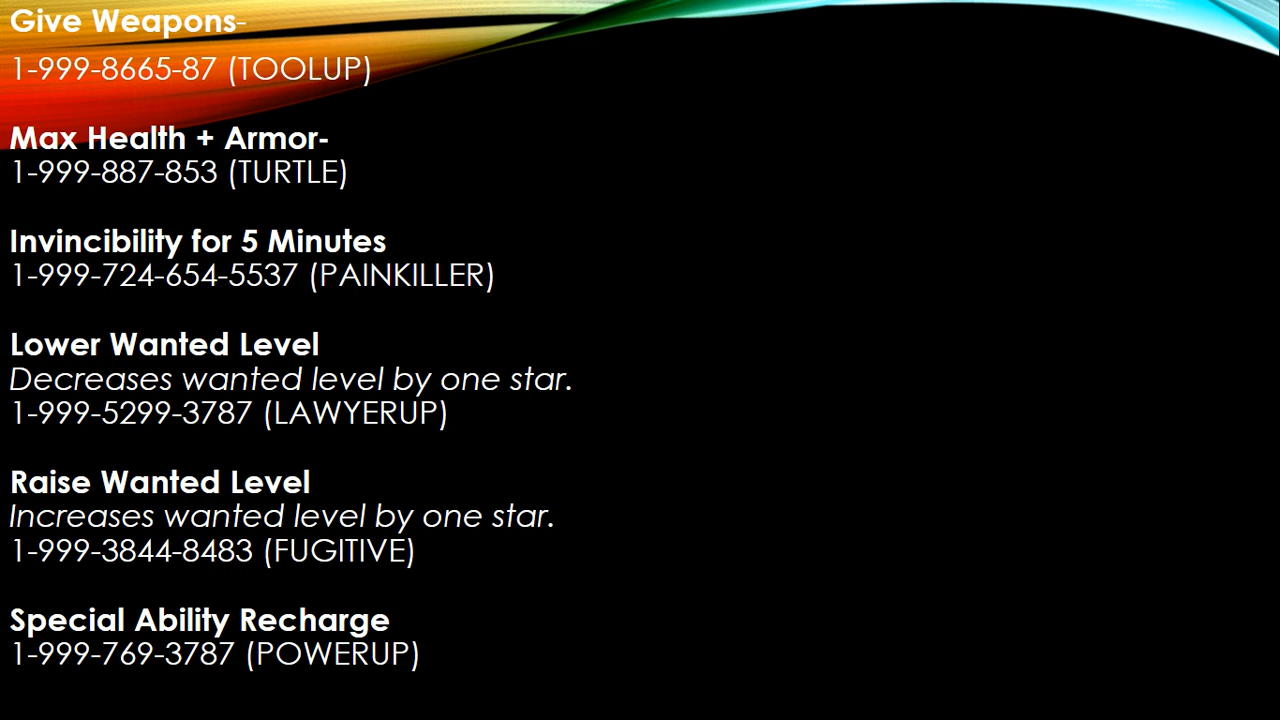 Give Weapons-
1-999-8665-87 (TOOLUP)
Max Health + Armor-
1-999-887-853 (TURTLE)
Invincibility for 5 Minutes
1-999-724-654-5537 (PAINKILLER)
Lower Wanted Level
Decreases wanted level by one star.
1-999-5299-3787 (LAWYERUP)
Raise Wanted Level
Increases wanted level by one star.
1-999-3844-8483 (FUGITIVE)
Special Ability Recharge
1-999-769-3787 (POWERUP)